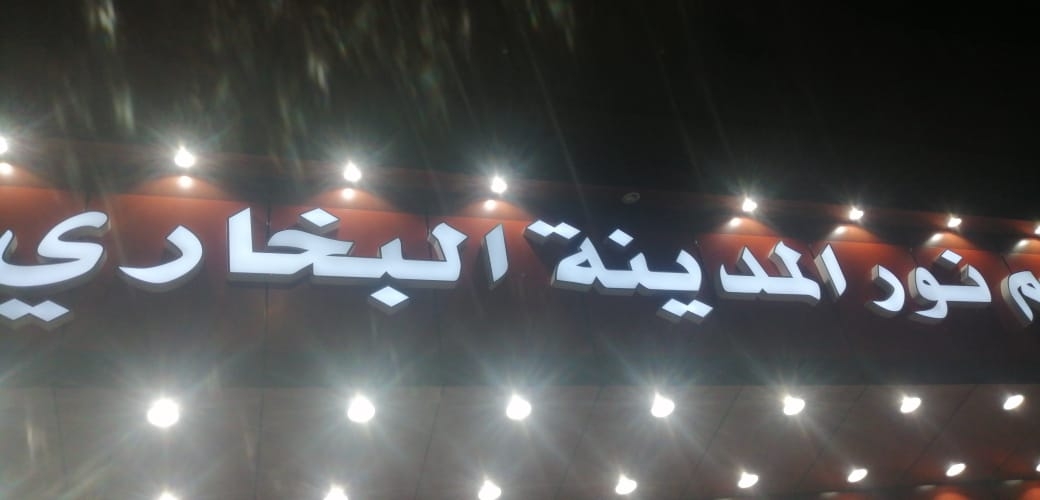 م نور المدينة البخاري